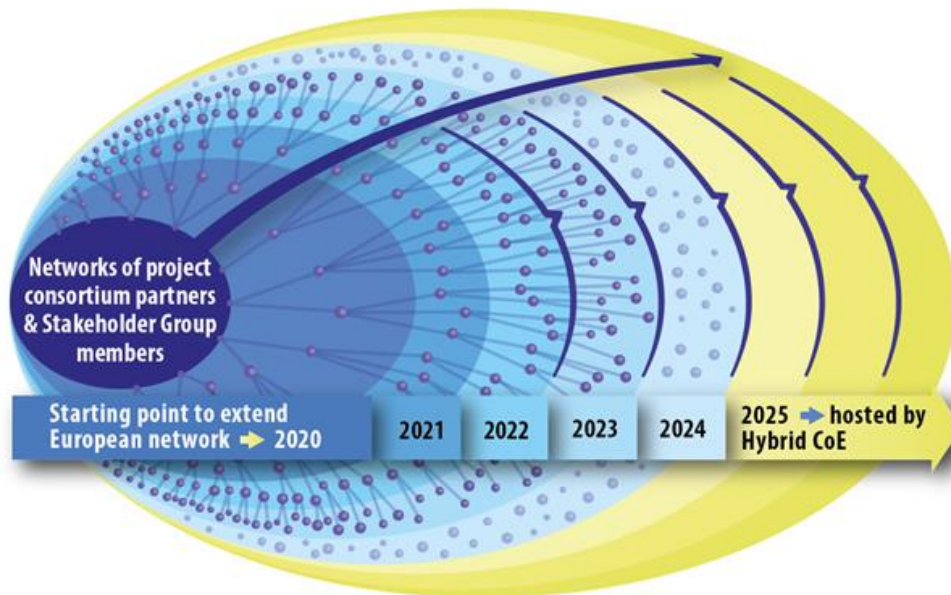 Networks of project
consortium partners
& Stakeholder Group
members
Starting point to extend
European network → 2020
2021
2022
2023
2024
2025 → hosted by
Hybrid CoE